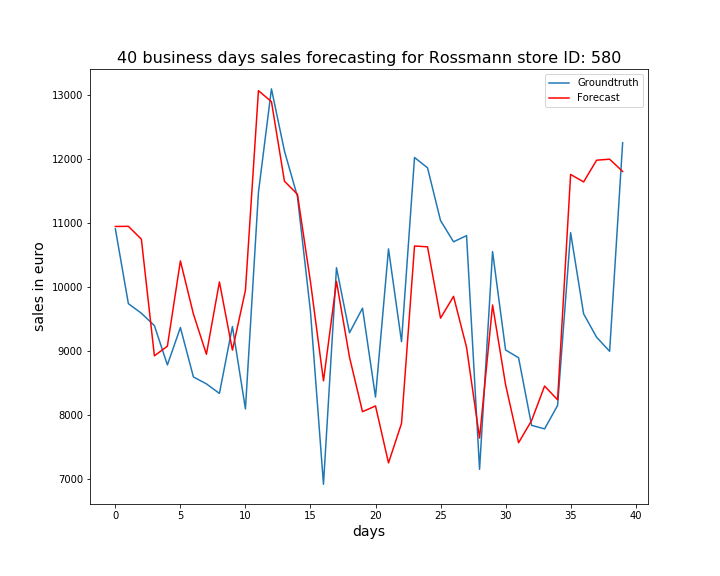 40 business days sales forecasting for Rossmann store ID: 580
Groundtruth
Forecast
13000
12000
11000
10000
9000
8000
7000
sales in euro
0 5 10 15 20 25 30 35 40
days